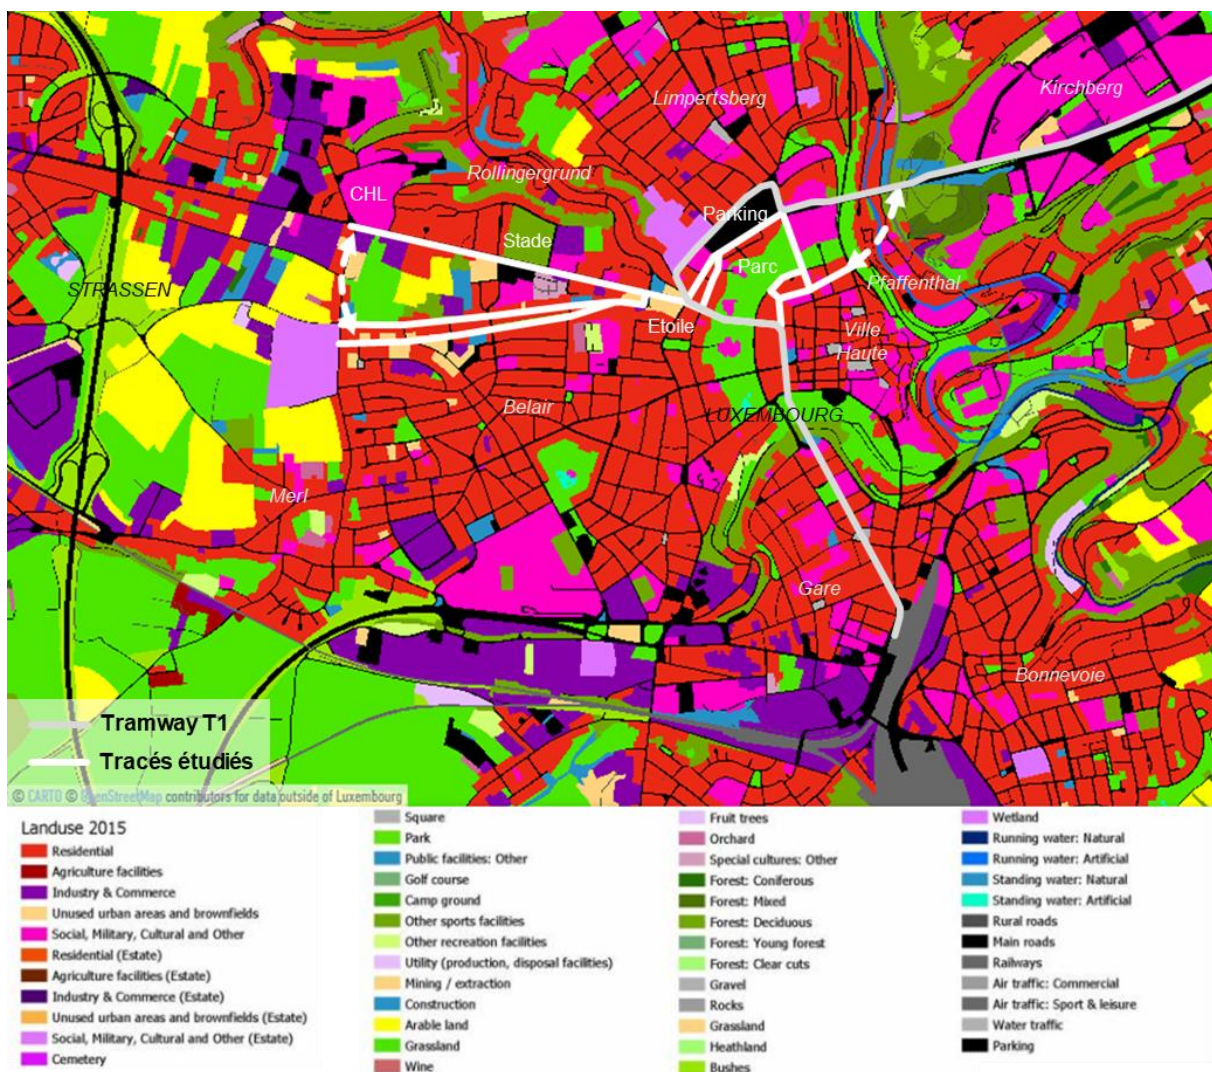 Limpertsberg
Kirchberg
Rollingergrund
CHL
Parking
Stade
Parc
STRASSEN
Pfaffenthal
Etoile
Ville
Haute
Belair
LUXEMBOURG
Merl
Gare
Bonnevoie
Tramway T1
Tracés étudiés
© CARTO © OpenStreetMap contributors for data outside of Luxembourg
Landuse 2015
Residential
Agriculture facilities
Industry & Commerce
Unused urban areas and brownfields
Social, Military, Cultural and Other
Residential (Estate)
Agriculture facilities (Estate)
Industry & Commerce (Estate)
Unused urban areas and brownfields (Estate)
Social, Military, Cultural and Other (Estate)
Cemetery
Square
Park
Public facilities: Other
Golf course
Camp ground
Other sports facilities
Other recreation facilities
Utility (production, disposal facilities)
Mining / extraction
Construction
Arable land
Grassland
Wine
Fruit trees
Orchard
Special cultures: Other
Forest: Coniferous
Forest: Mixed
Forest: Deciduous
Forest: Young forest
Forest: Clear cuts
Gravel
Rocks
Grassland
Heathland
Bushes
Wetland
Running water: Natural
Running water: Artificial
Standing water: Natural
Standing water: Artificial
Rural roads
Main roads
Railways
Air traffic: Commercial
Air traffic: Sport & leisure
Water traffic
Parking